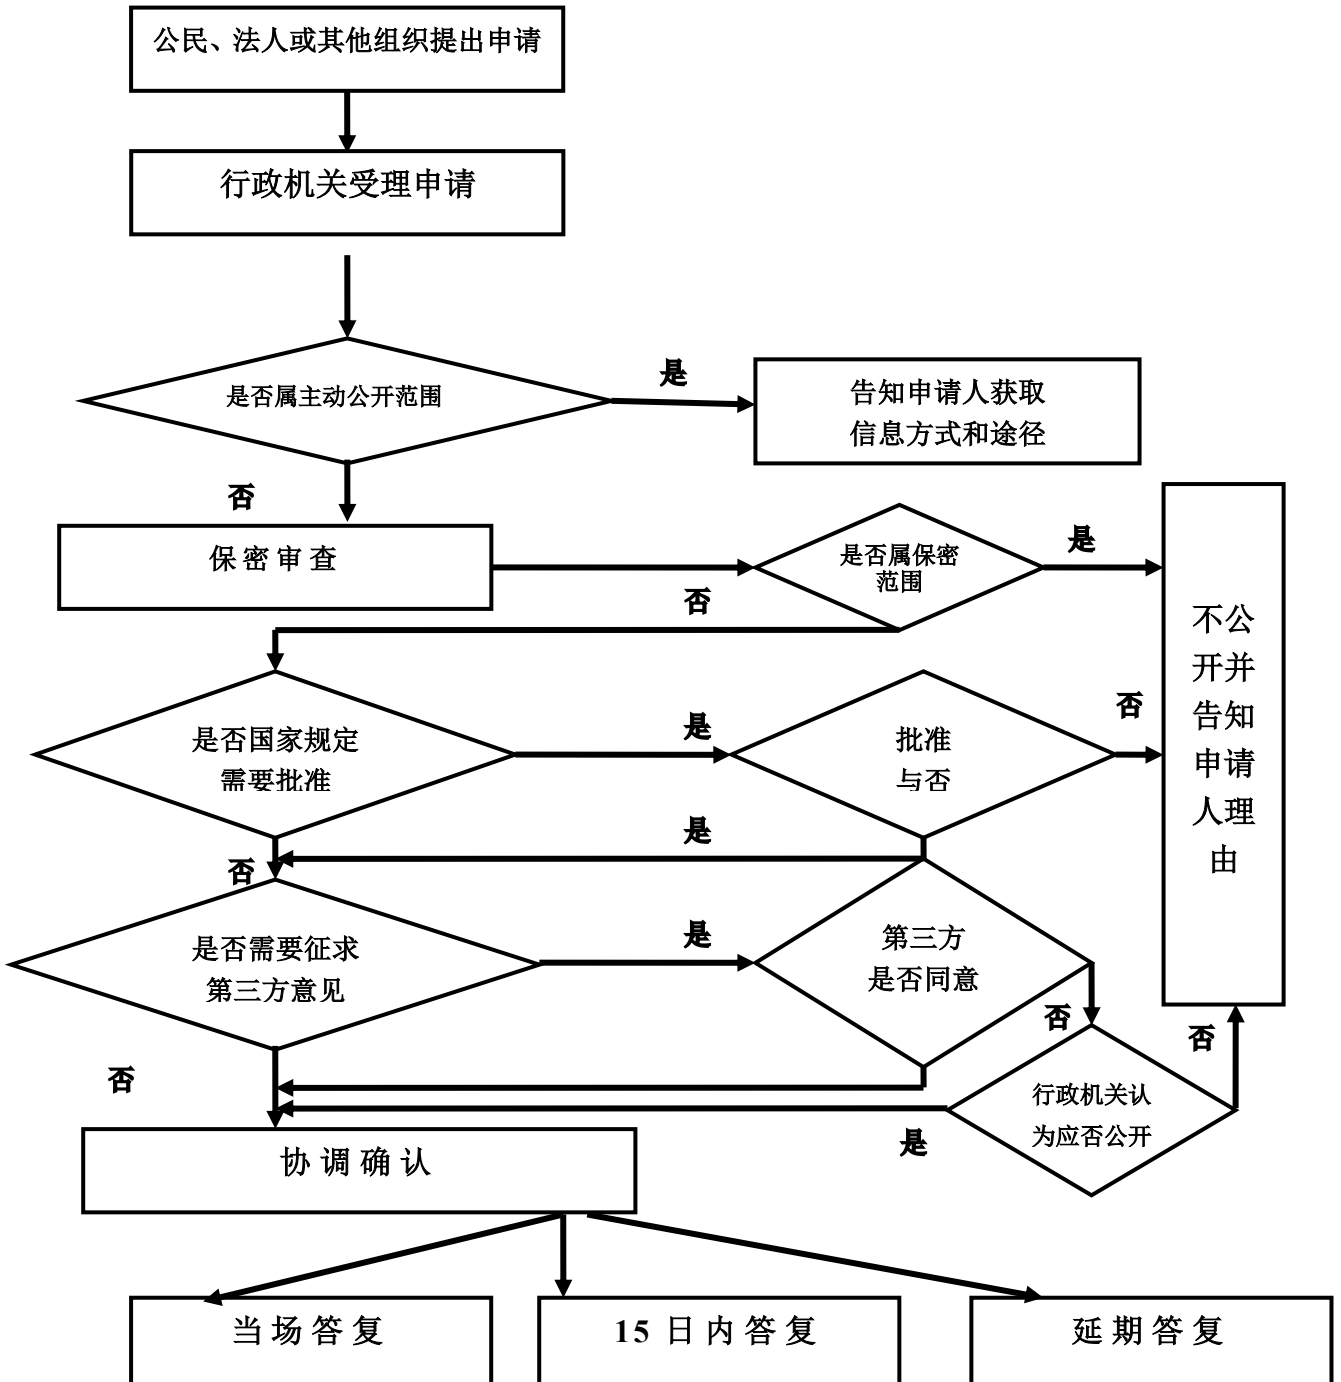 公民、法人或其他组织提出申请
行政机关受理申请
是否属主动公开范围
是
告知申请人获取
信息方式和途径
否
保密审查
是否属保密
范围
是
否
不公
开并
告知
申请
人理
由
是否国家规定
需要批准
是
批准
与否
否
是
否
是否需要征求
第三方意见
是
第三方
是否同意
否
否
否
行政机关认
为应否公开
是
协调确认
当场答复
15 日内答复
延期答复